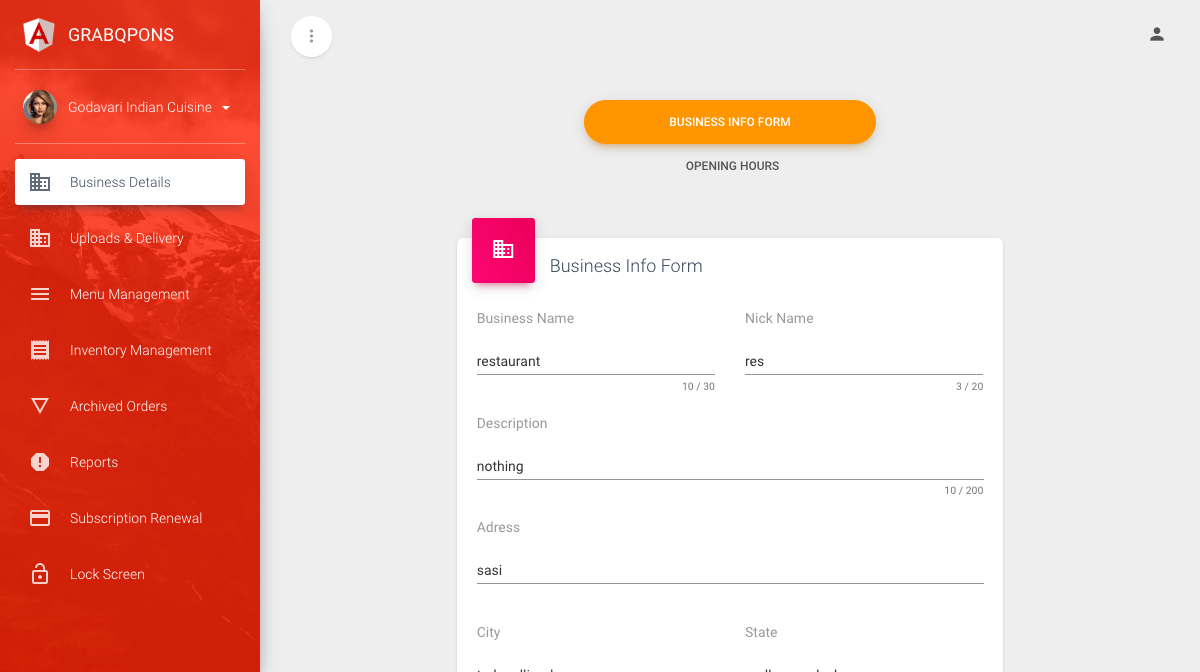 GRABQPONS
Godavari Indian Cuisine
Business Details
Uploads & Delivery
Menu Management
Inventory Management
Archived Orders
Reports
Subscription Renewal
Lock Screen
BUSINESS INFO FORM
OPENING HOURS
Business Info Form
Business Name Nick Name
restaurant res
10 / 30 3 / 20
Description
nothing
10 / 200
Adress
sasi
City State